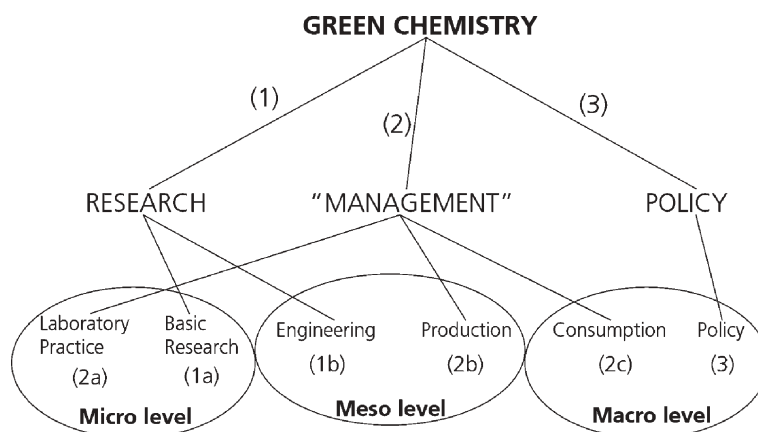 GREEN CHEMISTRY
(1)
(2)
(3)
RESEARCH
"MANAGEMENT"
POLICY
Laboratory
Practice
(2a)
Basic
Research
(1a)
Micro level
Engineering
(1b)
Production
(2b)
Meso level
Consumption
(2c)
Policy
(3)
Macro level